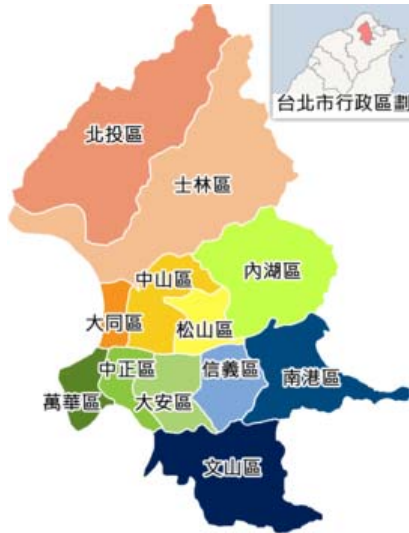 台北市行政區劃
北投區
士林區
內湖區
中山區
大同區
松山區
中正區
信義區
南港區
萬華區
大安區
文山區